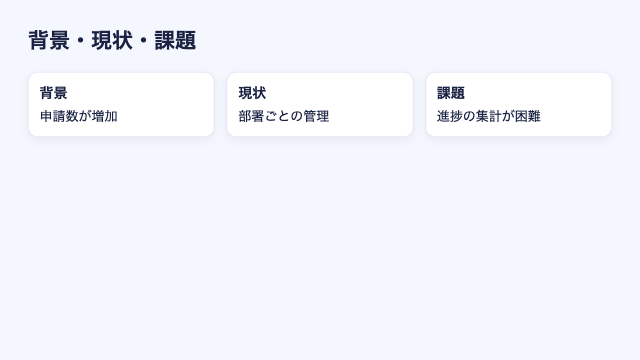 背景・現状・課題
背景
申請数が増加
現状
部署ごとの管理
課題
進捗の集計が困難